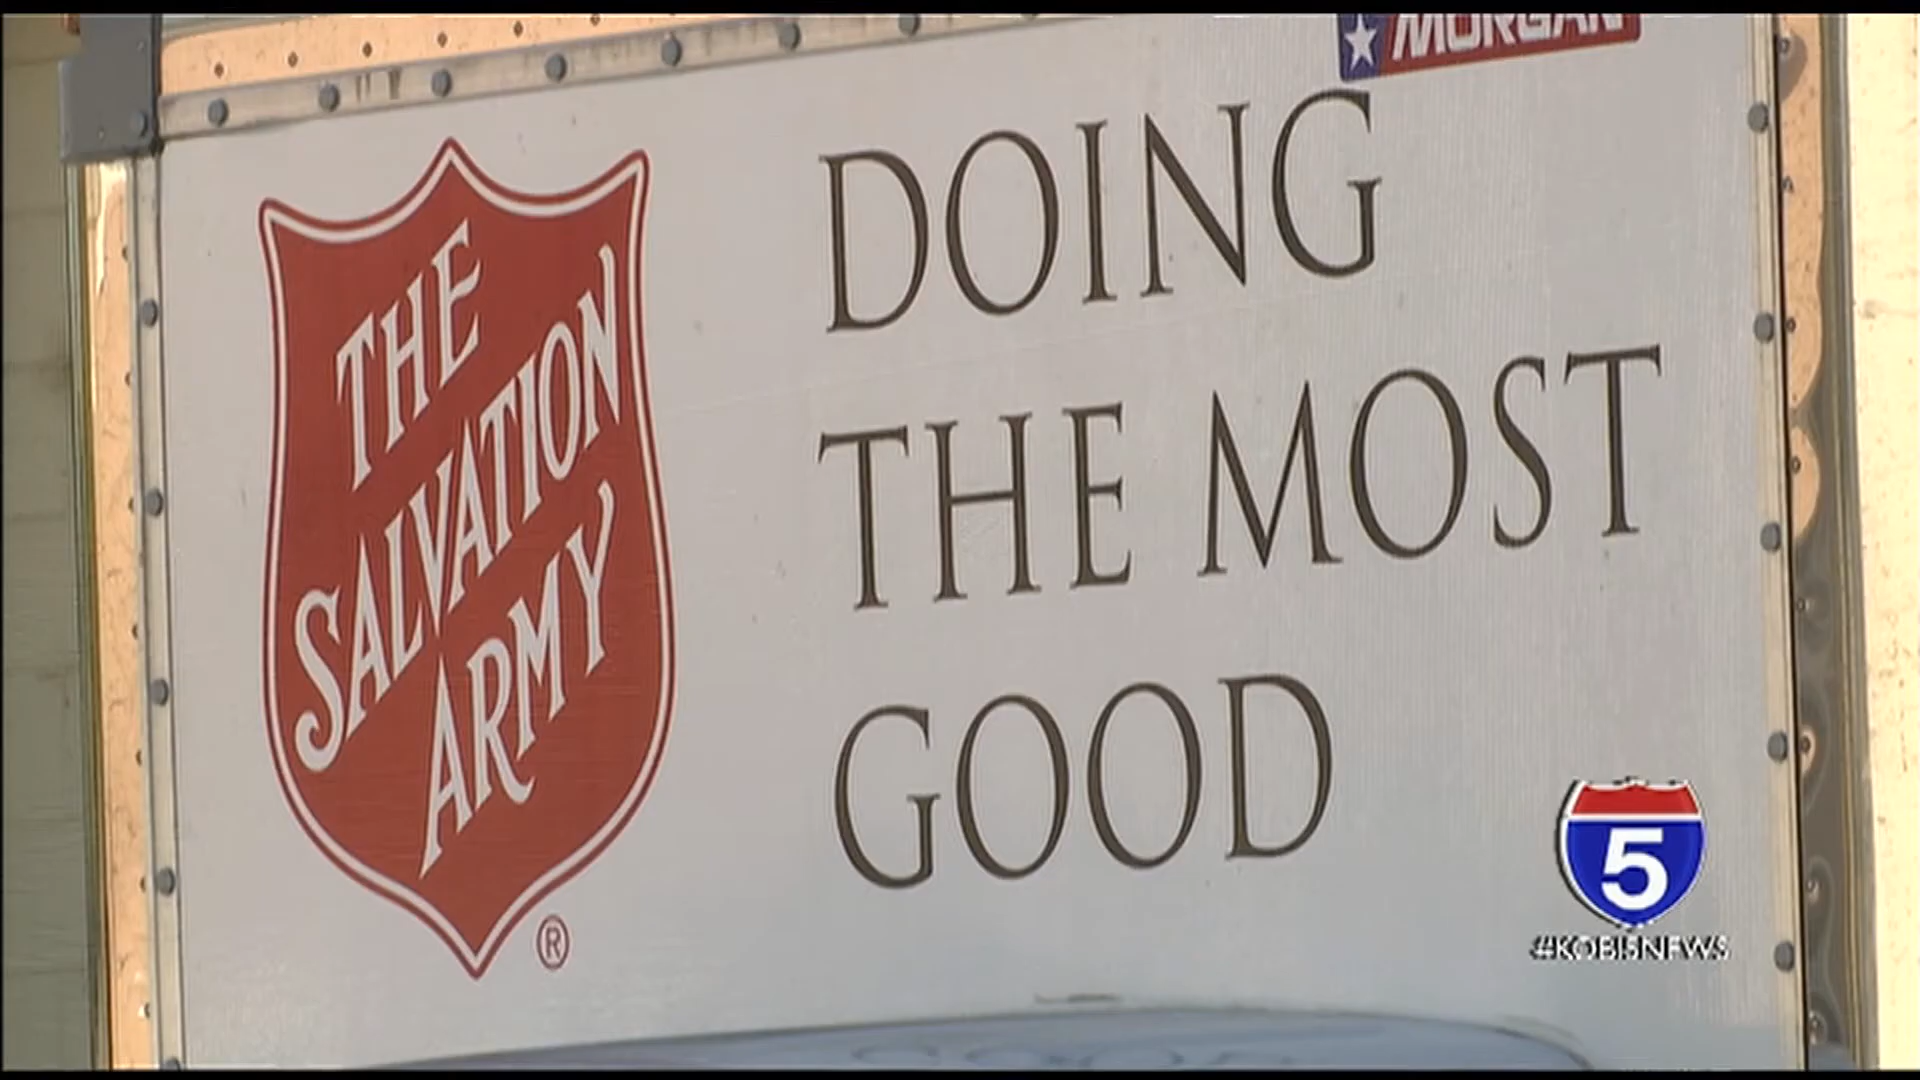 MORGAN
THE
SALVATION
ARMY
®
DOING
THE MOST
GOOD
5
#KOBI5NEWS